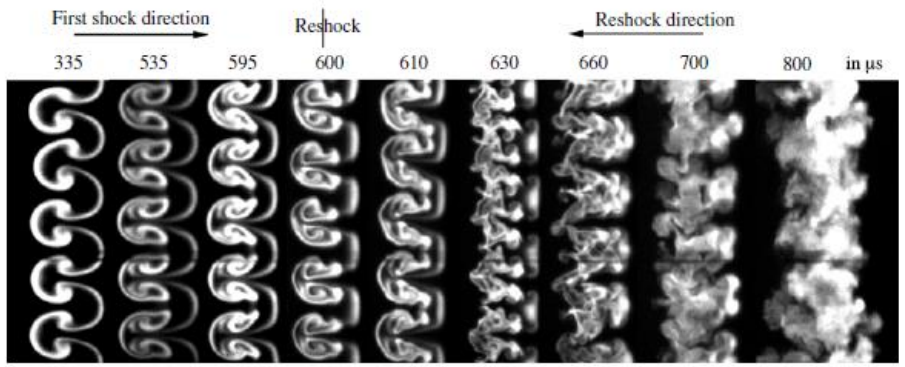 First shock direction
Reshock
Reshock direction
335 535 595 600 610 630 660 700 800 in μs